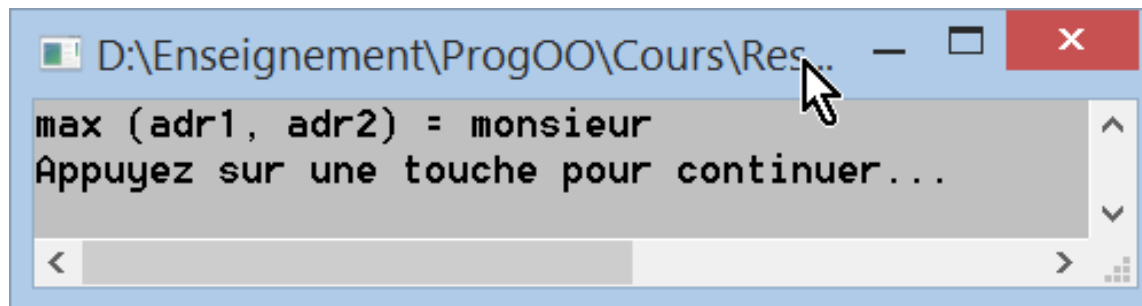 D:\Enseignement\ProgOO\Cours\Res...
max (adr1, adr2) = monsieur
Appuyez sur une touche pour continuer...